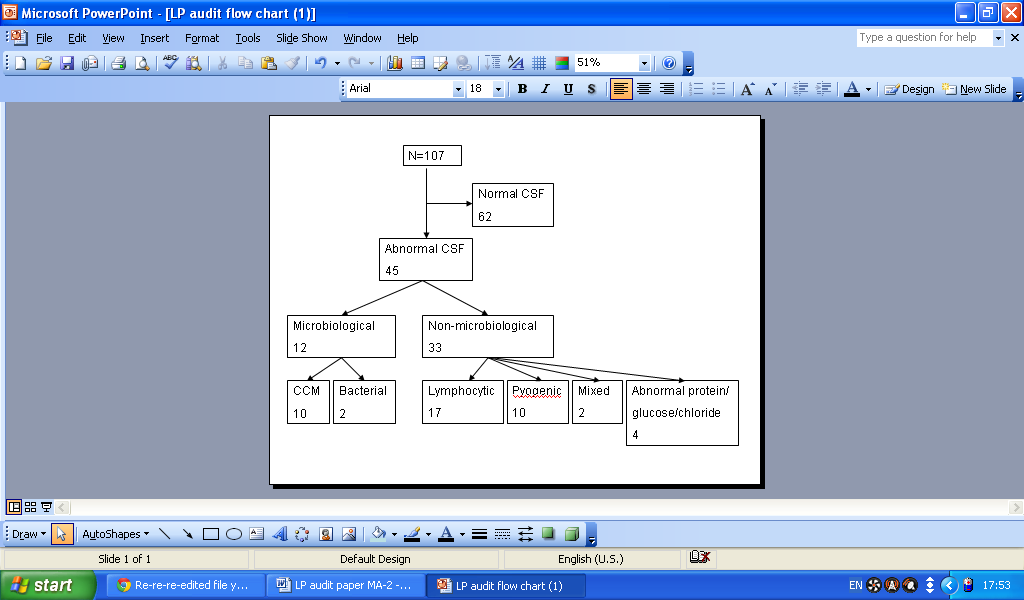 Microsoft PowerPoint - [LP audit flow chart (1)]
File Edit View Insert Format Tools Slide Show Window Help
Type a question for help
51%
Arial 18 B I U S A A A Design New Slide
N=107
Normal CSF
62
Abnormal CSF
45
Microbiological
12
Non-microbiological
33
CCM
10
Bacterial
2
Lymphocytic
17
Pyogenic
10
Mixed
2
Abnormal protein/
glucose/chloride
4
Draw AutoShapes
Slide 1 of 1 Default Design English (U.S.)
start Re-re-re-edited file y... LP audit paper MA-2 -... LP audit flow chart (1) EN 17:53